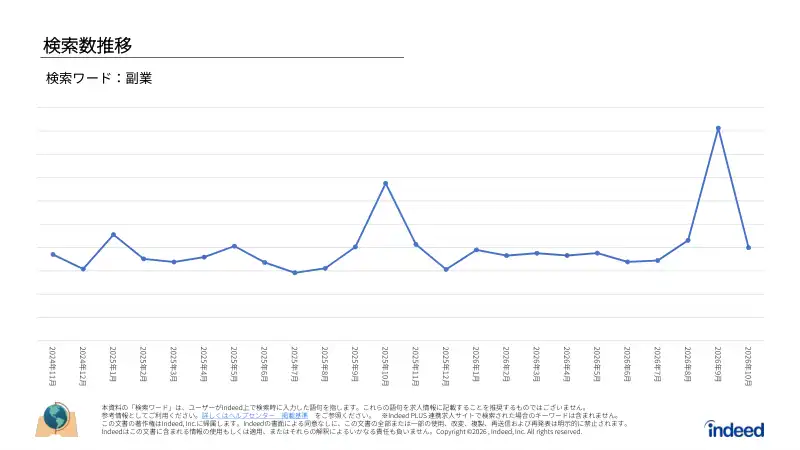 検索数推移
検索ワード：副業
2024年11月
2024年12月
2025年1月
2025年2月
2025年3月
2025年4月
2025年5月
2025年6月
2025年7月
2025年8月
2025年9月
2025年10月
2025年11月
2025年12月
2026年1月
2026年2月
2026年3月
2026年4月
2026年5月
2026年6月
2026年7月
2026年8月
2026年9月
2026年10月
本資料の「検索ワード」は、ユーザーがIndeed上で検索時に入力した語句を指します。これらの語句を求人情報に記載することを推奨するものではございません。
参考情報としてご利用ください。詳しくはヘルプセンター　掲載基準　をご参照ください。　※Indeed PLUS 連携求人サイトで検索された場合のキーワードは含まれません。
この文書の著作権はIndeed, Inc.に帰属します。Indeedの書面による同意なしに、この文書の全部または一部の使用、改変、複製、再送信および再発表は明示的に禁止されます。
Indeedはこの文書に含まれる情報の使用もしくは適用、またはそれらの解釈によるいかなる責任も負いません。Copyright ©2026 , Indeed, Inc. All rights reserved.
indeed